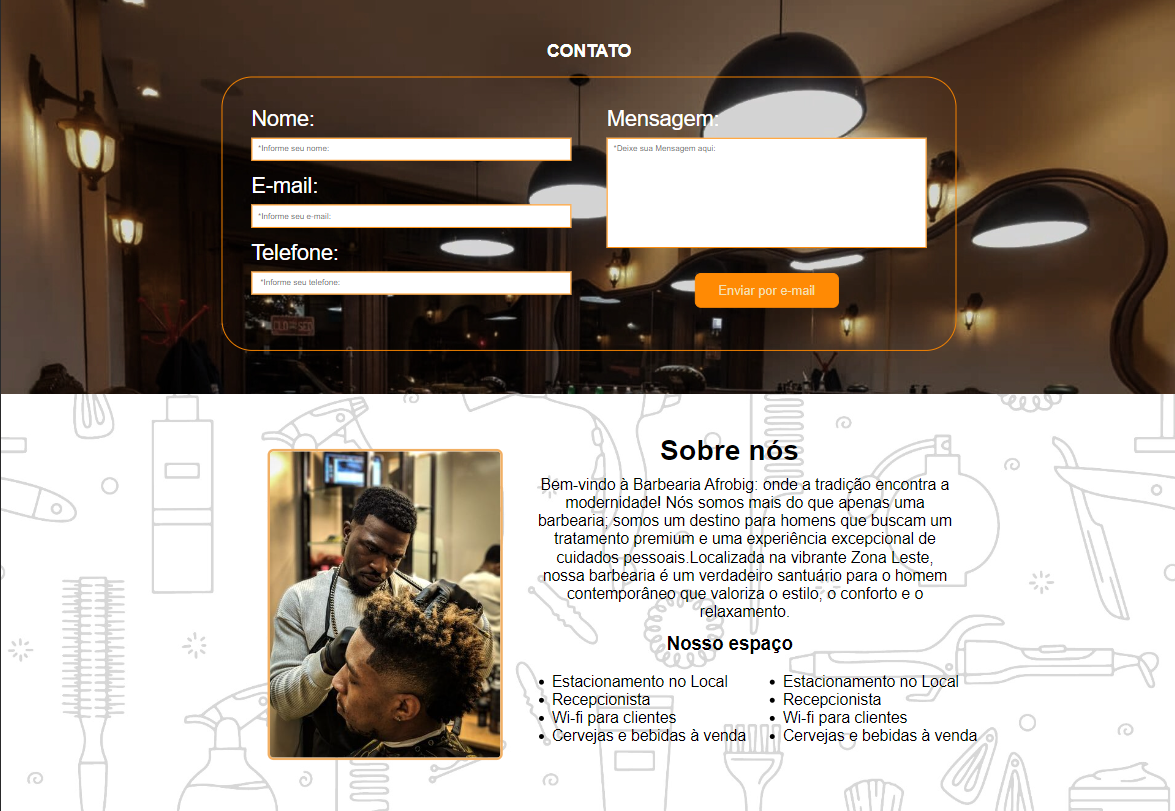 CONTATO
Nome:
*Informe seu nome:
E-mail:
*Informe seu e-mail:
Telefone:
*Informe seu telefone:
Mensagem:
*Deixe sua Mensagem aqui:
Enviar por e-mail
Sobre nós
Bem-vindo à Barbearia Afrobig: onde a tradição encontra a
modernidade! Nós somos mais do que apenas uma
barbearia; somos um destino para homens que buscam um
tratamento premium e uma experiência excepcional de
cuidados pessoais.Localizada na vibrante Zona Leste,
nossa barbearia é um verdadeiro santuário para o homem
contemporâneo que valoriza o estilo, o conforto e o
relaxamento.
Nosso espaço
Estacionamento no Local
Recepcionista
Wi-fi para clientes
Cervejas e bebidas à venda
Estacionamento no Local
Recepcionista
Wi-fi para clientes
Cervejas e bebidas à venda